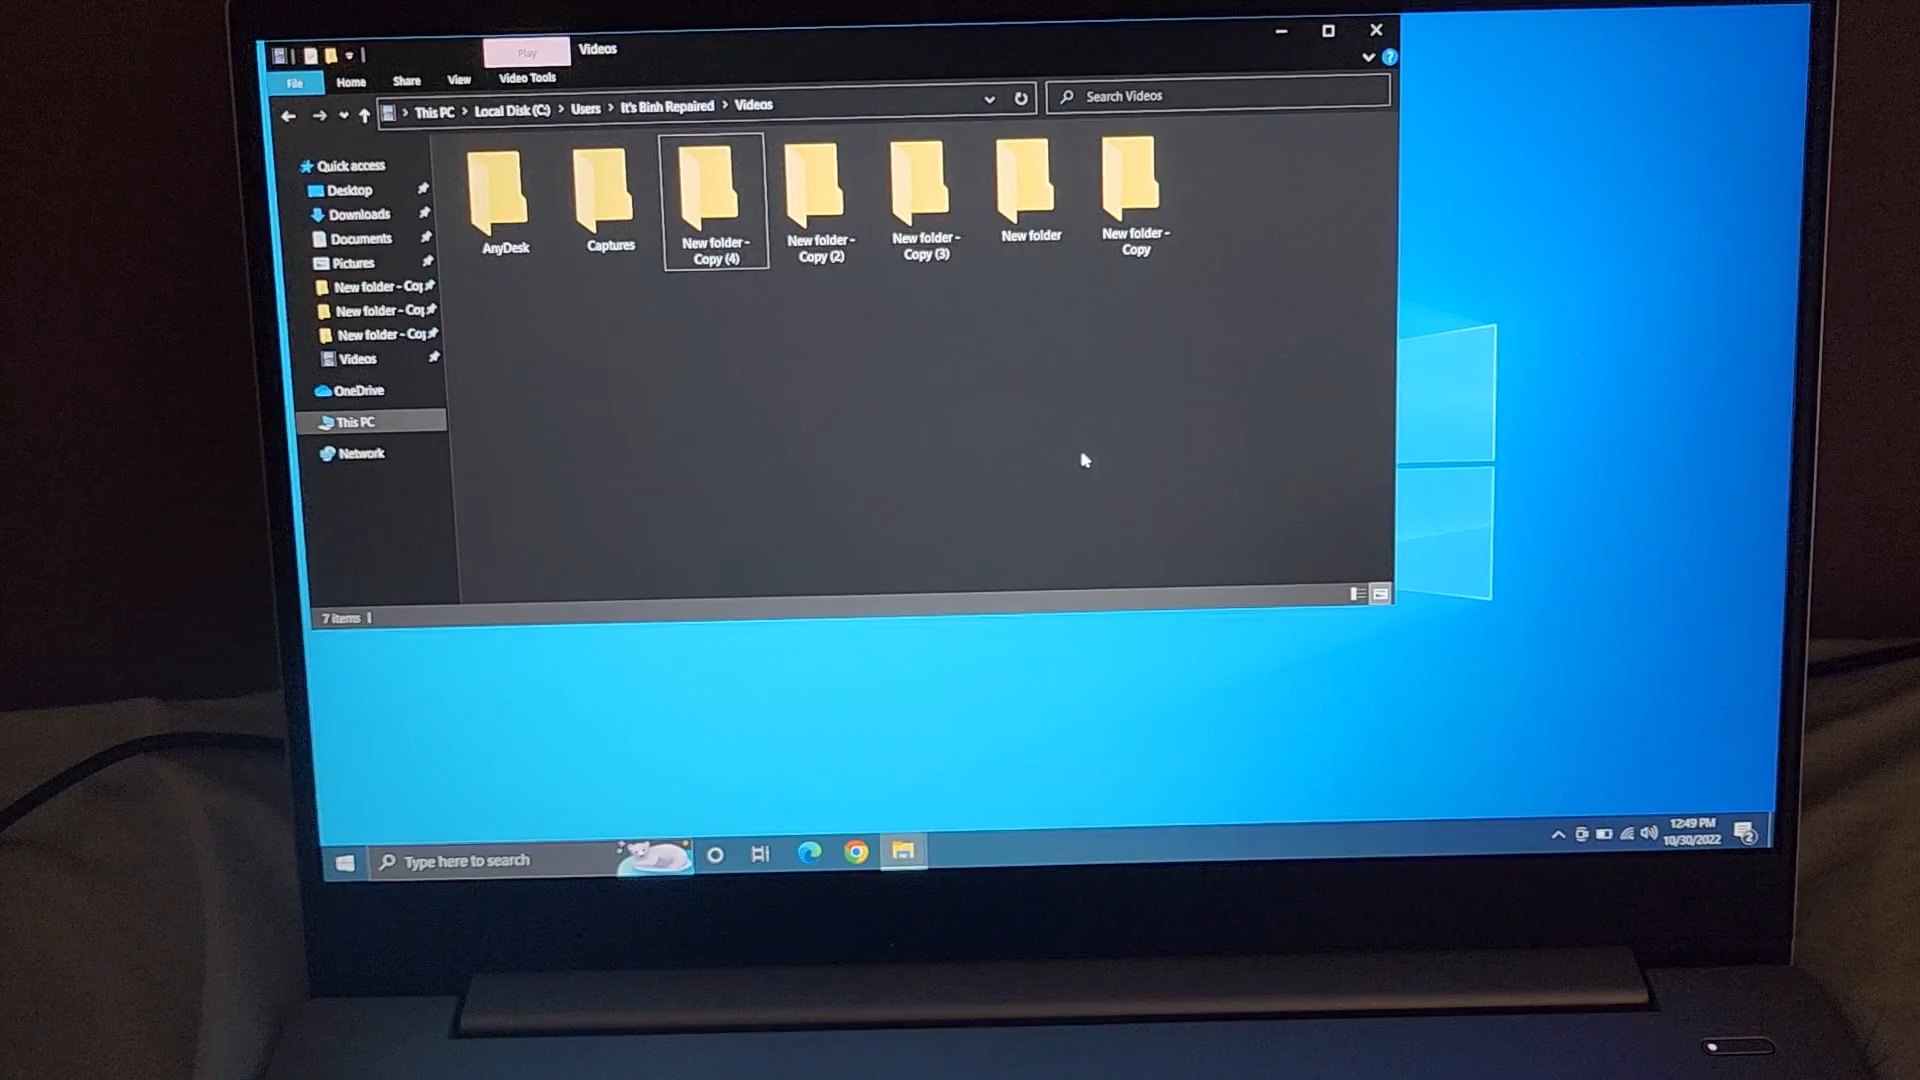 Play
Videos
File
Home
Share
View
Video Tools
This PC > Local Disk (C:) > Users > It's Binh Repaired > Videos
Search Videos
Quick access
Desktop
Downloads
Documents
Pictures
New folder - Cop
New folder - Cop
New folder - Cop
Videos
OneDrive
This PC
Network
AnyDesk
Captures
New folder -
Copy (4)
New folder -
Copy (2)
New folder -
Copy (3)
New folder
New folder -
Copy
7 items
Type here to search
12:49 PM
10/30/2022
2